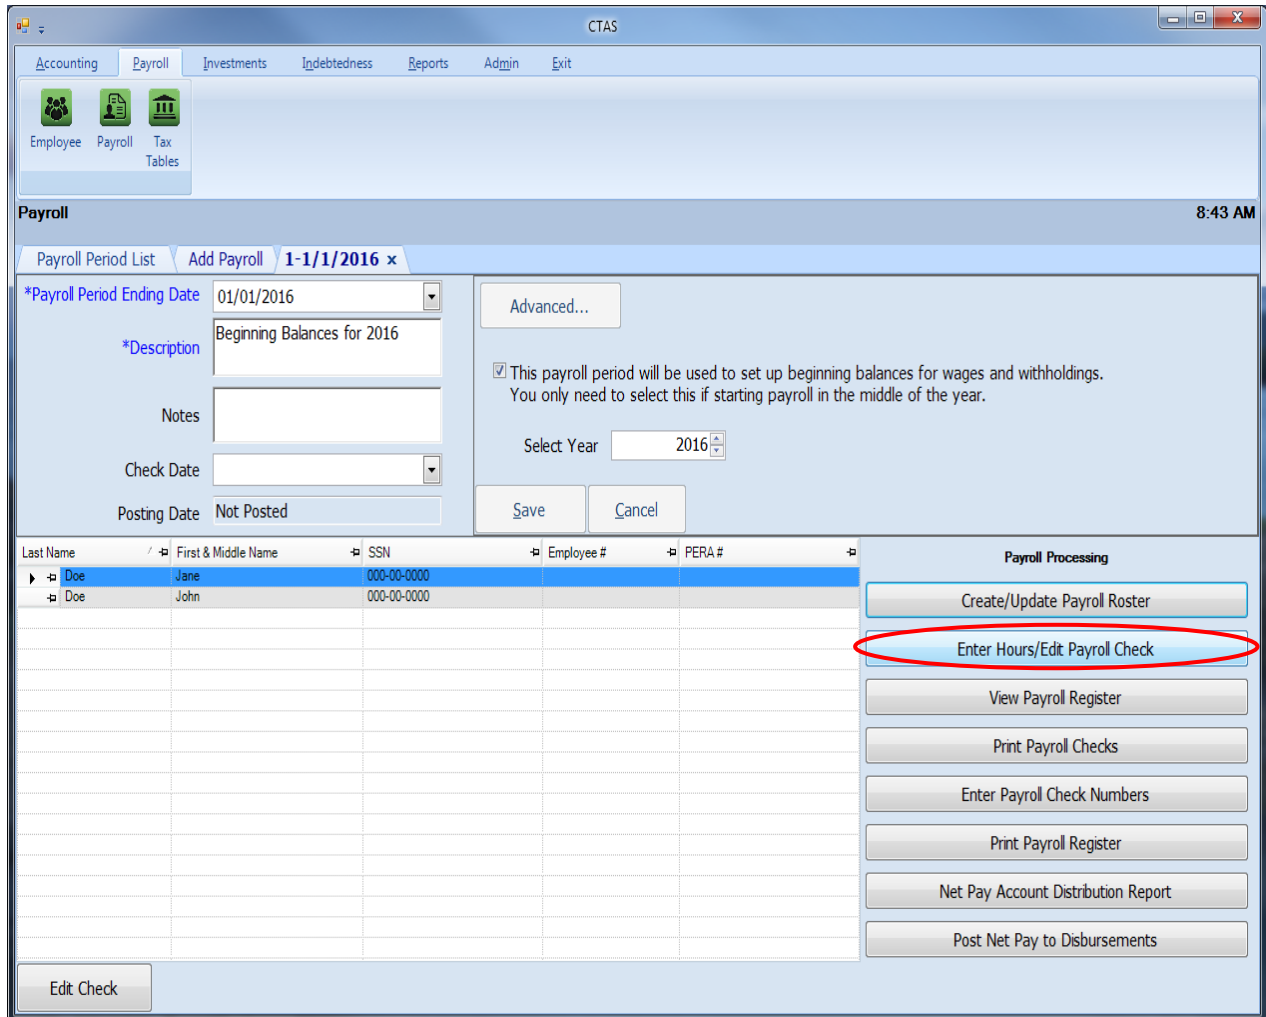 CTAS
Accounting Payroll Investments Indebtedness Reports Admin Exit
Employee Payroll Tax
Tables
Payroll 8:43 AM
Payroll Period List Add Payroll 1-1/1/2016 x
*Payroll Period Ending Date 01/01/2016
Advanced...
*Description Beginning Balances for 2016
This payroll period will be used to set up beginning balances for wages and withholdings.
You only need to select this if starting payroll in the middle of the year.
Notes
Select Year 2016
Check Date
Posting Date Not Posted
Save Cancel
Last Name First & Middle Name SSN Employee # PERA #
Doe Jane 000-00-0000
Doe John 000-00-0000
Payroll Processing
Create/Update Payroll Roster
Enter Hours/Edit Payroll Check
View Payroll Register
Print Payroll Checks
Enter Payroll Check Numbers
Print Payroll Register
Net Pay Account Distribution Report
Post Net Pay to Disbursements
Edit Check